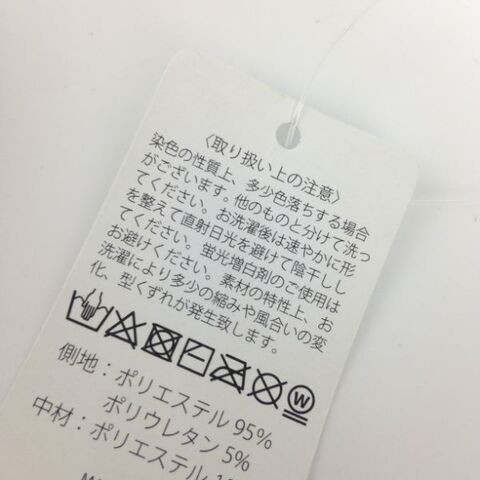 〈取り扱い上の注意〉
染色の性質上、多少色落ちする場合
がございます。他のものと分けて洗っ
てください。お洗濯後は速やかに形
を整えて直射日光を避けて陰干しし
てください。蛍光増白剤のご使用は
お避けください。素材の特性上、お
洗濯により多少の縮みや風合いの変
化、型くずれが発生致します。
W
側地：ポリエステル 95%
ポリウレタン 5%
中材：ポリエステル